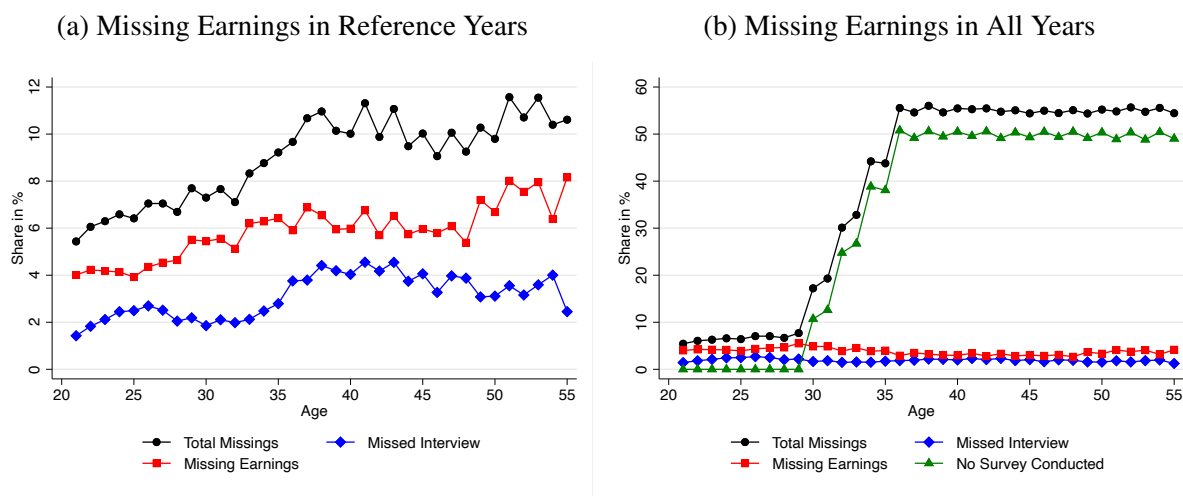 (a) Missing Earnings in Reference Years
12
10
8
6
4
2
0
Share in %
20 25 30 35 40 45 50 55
Age
Total Missings
Missed Interview
Missing Earnings
(b) Missing Earnings in All Years
60
50
40
30
20
10
0
Share in %
20 25 30 35 40 45 50 55
Age
Total Missings
Missed Interview
Missing Earnings
No Survey Conducted